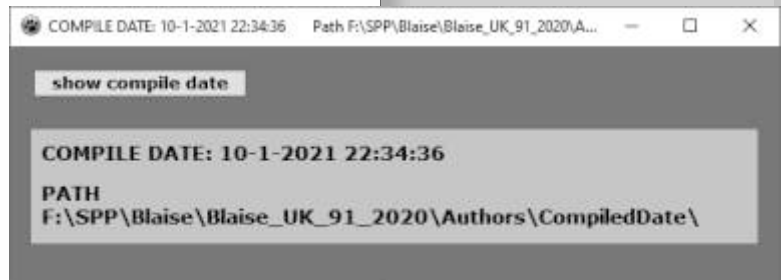 COMPILE DATE: 10-1-2021 22:34:36 Path F:\SPP\Blaise\Blaise_UK_91_2020\A...
show compile date
COMPILE DATE: 10-1-2021 22:34:36
PATH
F:\SPP\Blaise\Blaise_UK_91_2020\Authors\CompiledDate\